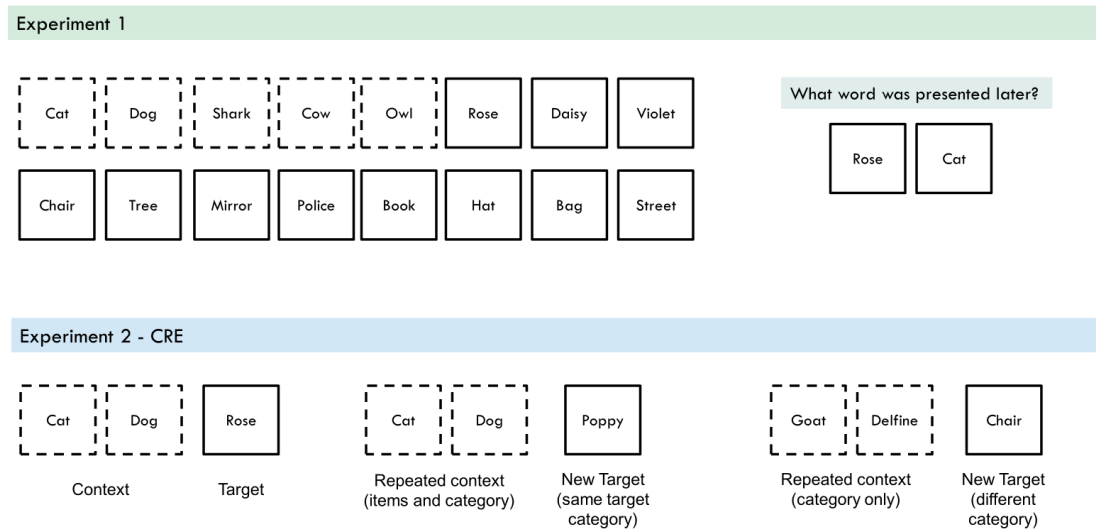 Experiment 1
Cat Dog Shark Cow Owl Rose Daisy Violet
Chair Tree Mirror Police Book Hat Bag Street
What word was presented later?
Rose Cat
Experiment 2 - CRE
Cat Dog Rose
Context Target
Cat Dog Poppy
Repeated context
(items and category)
New Target
(same target
category)
Goat Delfine Chair
Repeated context
(category only)
New Target
(different
category)